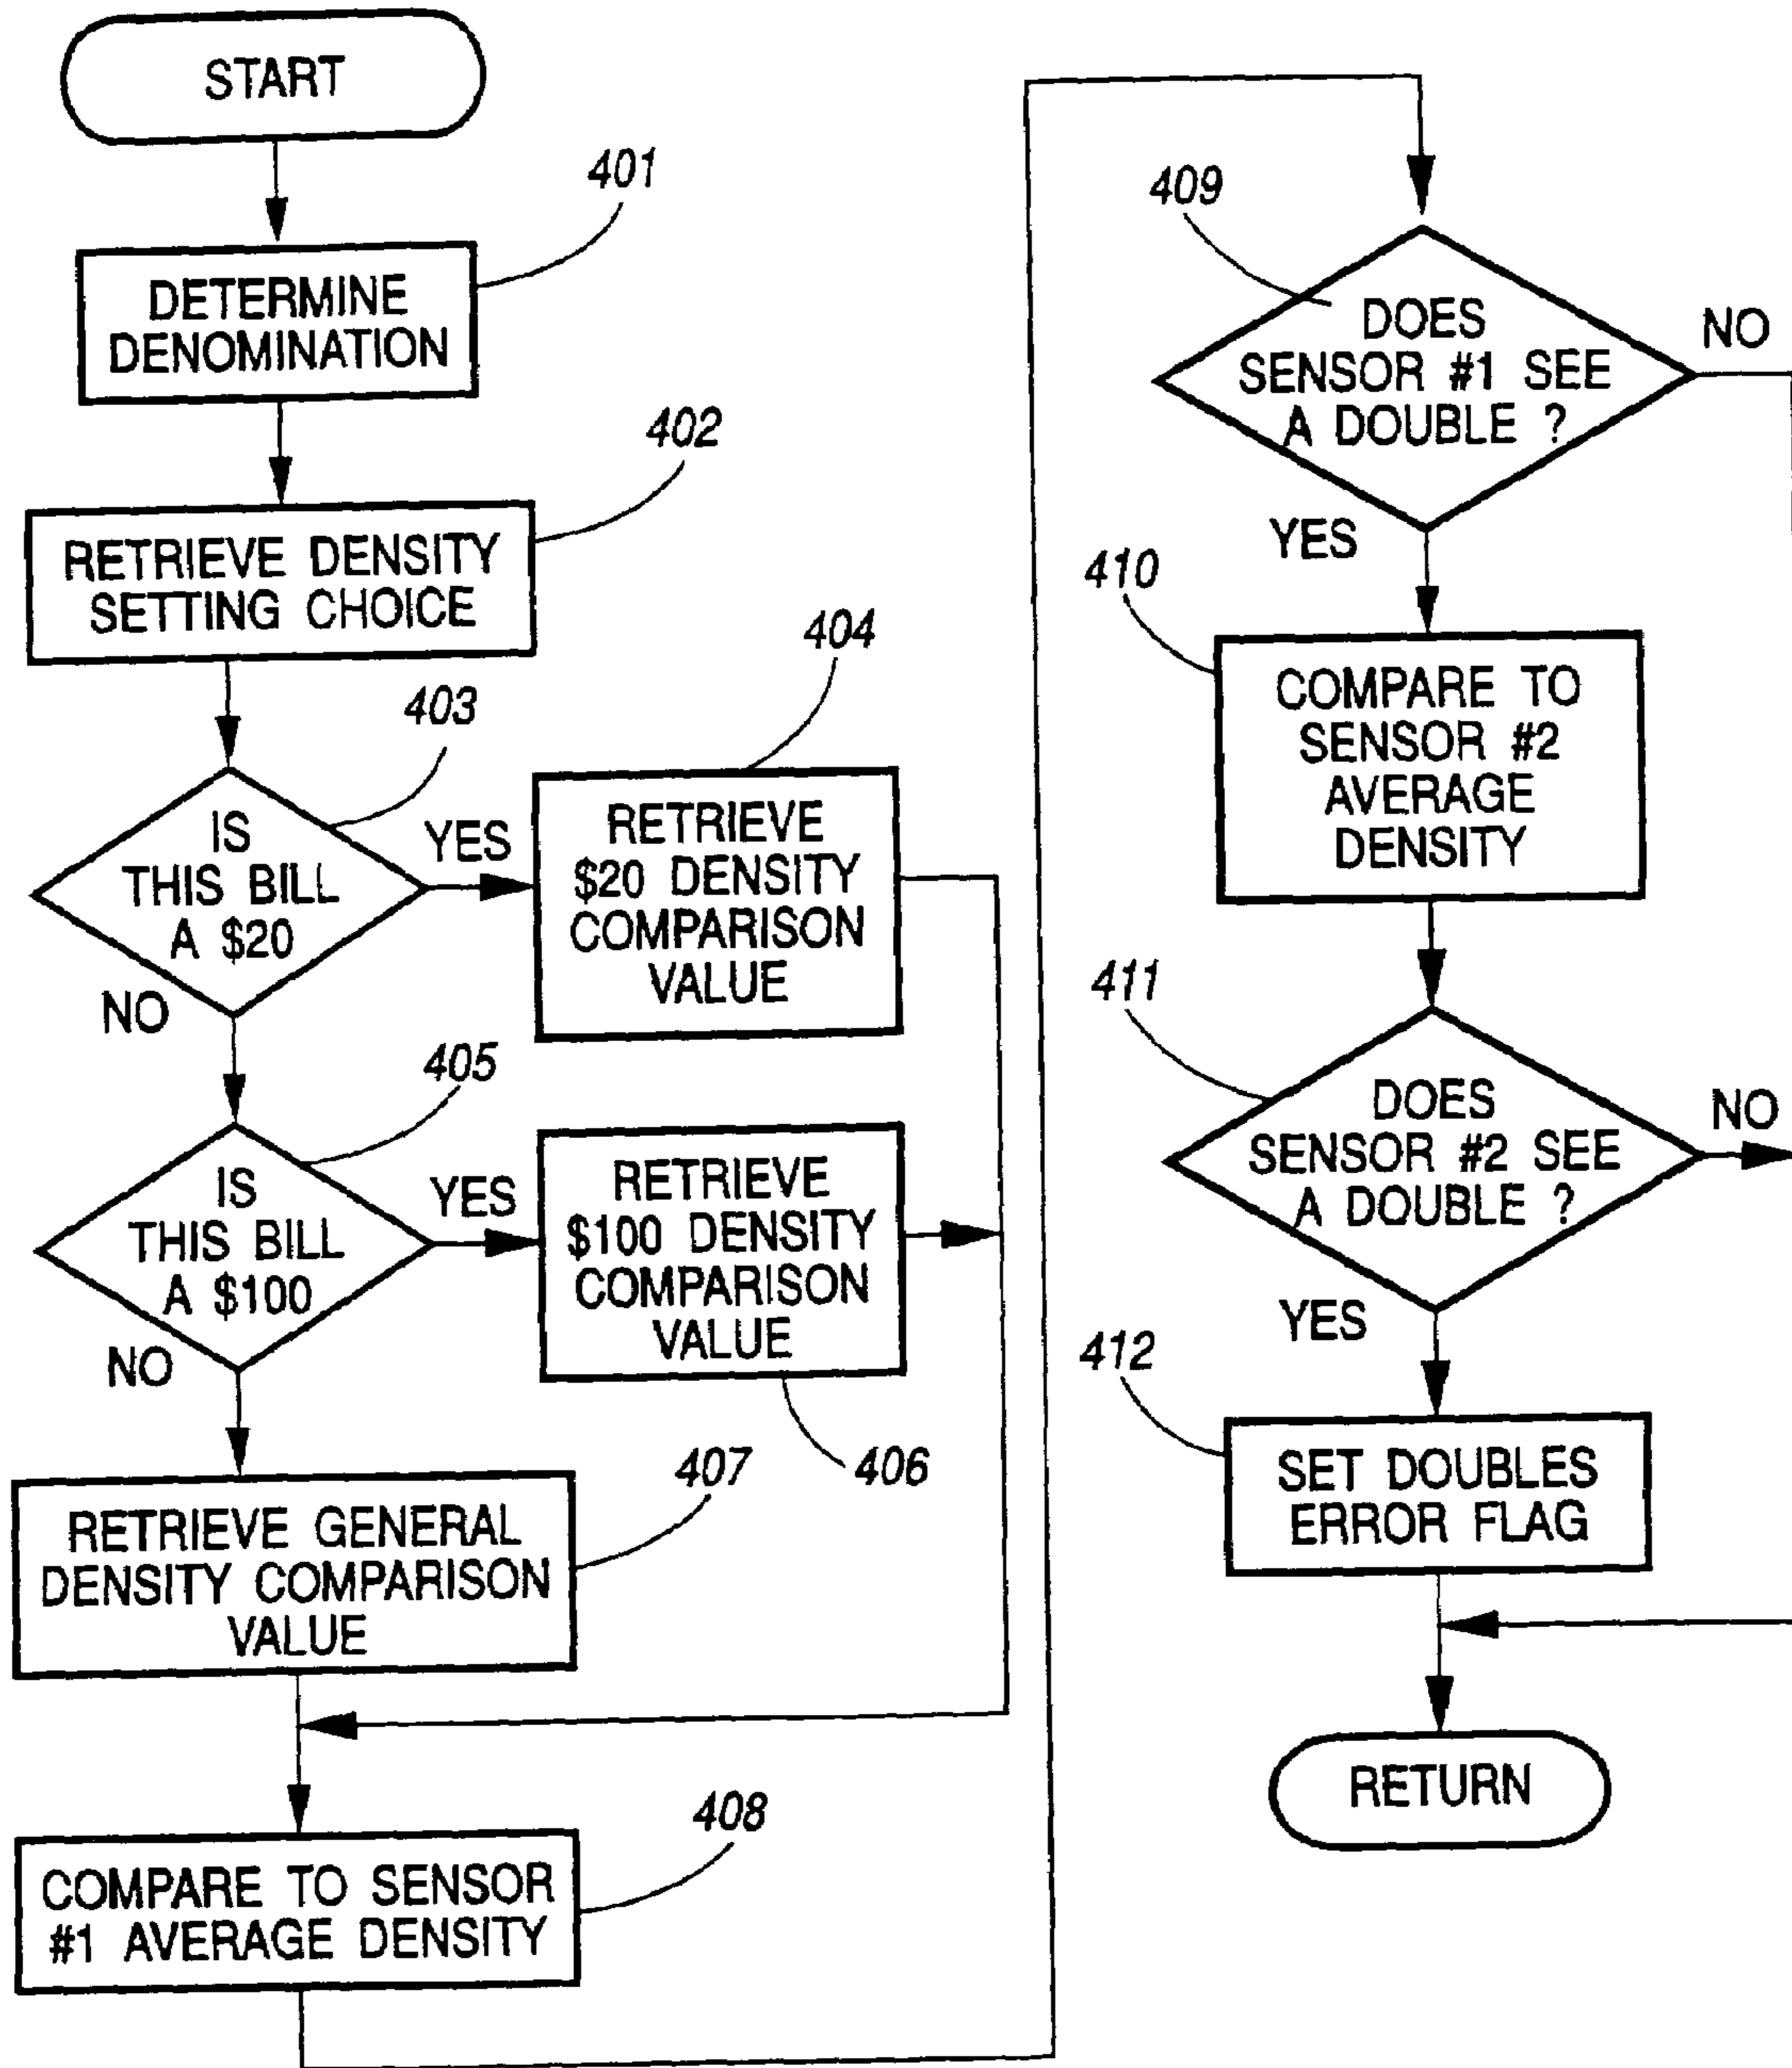 START
401
DETERMINE
DENOMINATION
402
RETRIEVE DENSITY
SETTING CHOICE
403
IS
THIS BILL
A $20
YES
NO
404
RETRIEVE
$20 DENSITY
COMPARISON
VALUE
405
IS
THIS BILL
A $100
YES
NO
RETRIEVE
$100 DENSITY
COMPARISON
VALUE
406
407
RETRIEVE GENERAL
DENSITY COMPARISON
VALUE
408
COMPARE TO SENSOR
#1 AVERAGE DENSITY
409
DOES
SENSOR #1 SEE
A DOUBLE ?
NO
YES
410
COMPARE TO
SENSOR #2
AVERAGE
DENSITY
411
DOES
SENSOR #2 SEE
A DOUBLE ?
NO
YES
412
SET DOUBLES
ERROR FLAG
RETURN